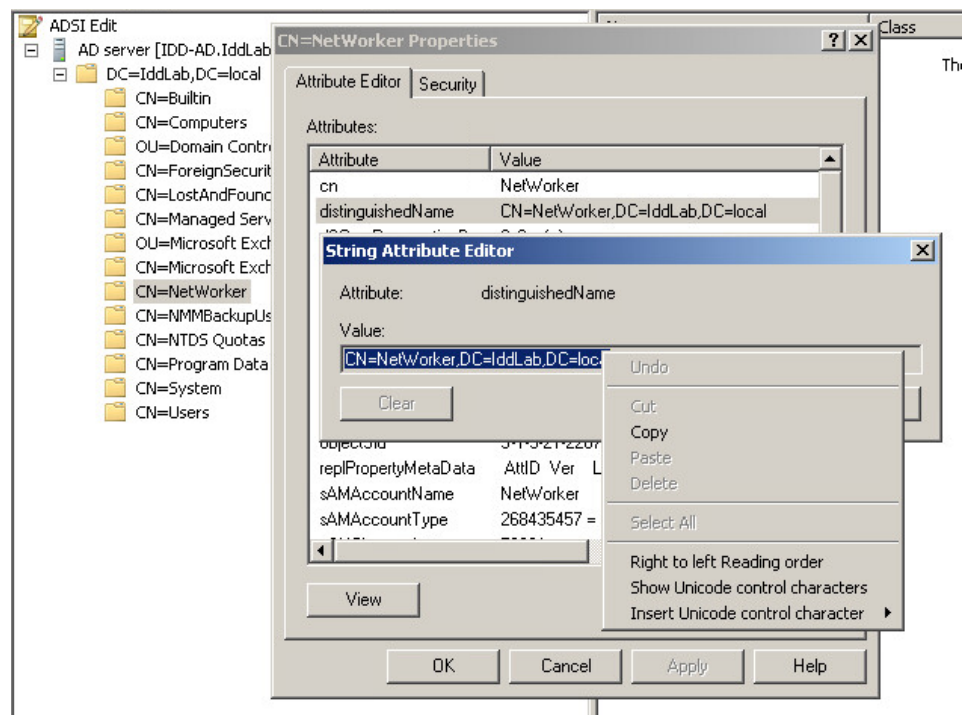 ADSI Edit
AD server [IDD-AD.IddLab
DC=IddLab,DC=local
CN=Builtin
CN=Computers
OU=Domain Contr
CN=ForeignSecurit
CN=LostAndFound
CN=Managed Serv
OU=Microsoft Exch
CN=Microsoft Exch
CN=NetWorker
CN=NMMBackupUs
CN=NTDS Quotas
CN=Program Data
CN=System
CN=Users
Class
The
CN=NetWorker Properties
Attribute Editor Security
Attributes:
Attribute Value
cn NetWorker
distinguishedName CN=NetWorker,DC=IddLab,DC=local
String Attribute Editor
Attribute: distinguishedName
Value:
CN=NetWorker,DC=IddLab,DC=loca
Clear
Undo
Cut
Copy
Paste
Delete
Select All
Right to left Reading order
Show Unicode control characters
Insert Unicode control character
replPropertyMetaData AttID Ver L
sAMAccountName NetWorker
sAMAccountType 268435457 =
View
OK Cancel Apply Help